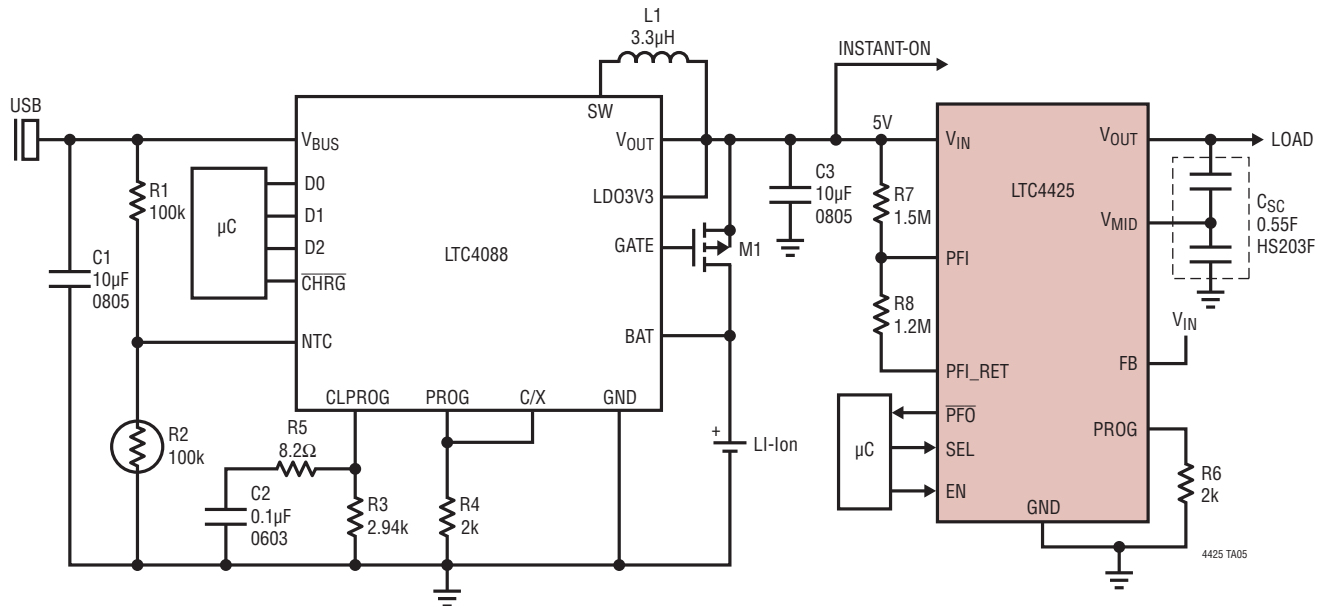 L1
3.3µH
INSTANT-ON
USB
SW
5V
VBUS
VOUT
VIN
VOUT
LOAD
R1
100k
µC
D0
D1
D2
CHRG
LTC4088
LDO3V3
GATE
M1
C3
10µF
0805
R7
1.5M
LTC4425
VMID
CSC
0.55F
HS203F
PFI
C1
10µF
0805
R8
1.2M
VIN
NTC
BAT
PFI_RET
FB
CLPROG
PROG
C/X
GND
R2
100k
R5
8.2Ω
+
LI-Ion
µC
PFO
SEL
EN
PROG
R6
2k
C2
0.1µF
0603
R3
2.94k
R4
2k
GND
4425 TA05